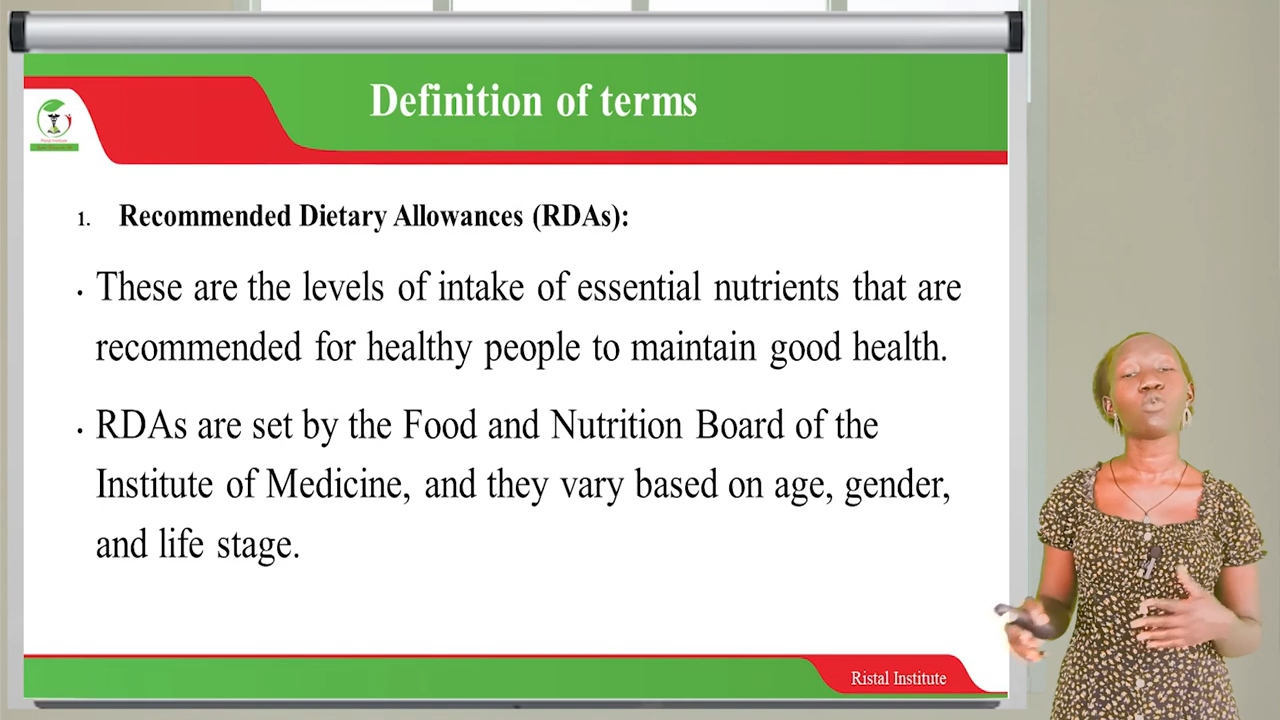 Definition of terms
1. Recommended Dietary Allowances (RDAs):
• These are the levels of intake of essential nutrients that are
recommended for healthy people to maintain good health.
• RDAs are set by the Food and Nutrition Board of the
Institute of Medicine, and they vary based on age, gender,
and life stage.
Ristal Institute